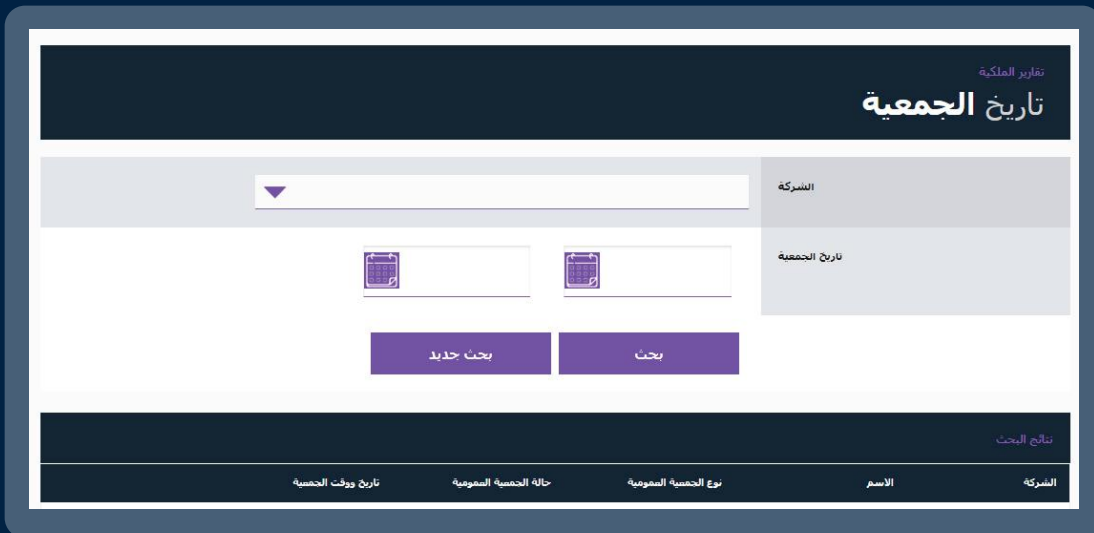 تقارير الملكية
تاريخ الجمعية
الشركة
تاريخ الجمعية
بحث
بحث جديد
نتائج البحث
الشركة الاسم نوع الجمعية العمومية حالة الجمعية العمومية تاريخ ووقت الجمعية